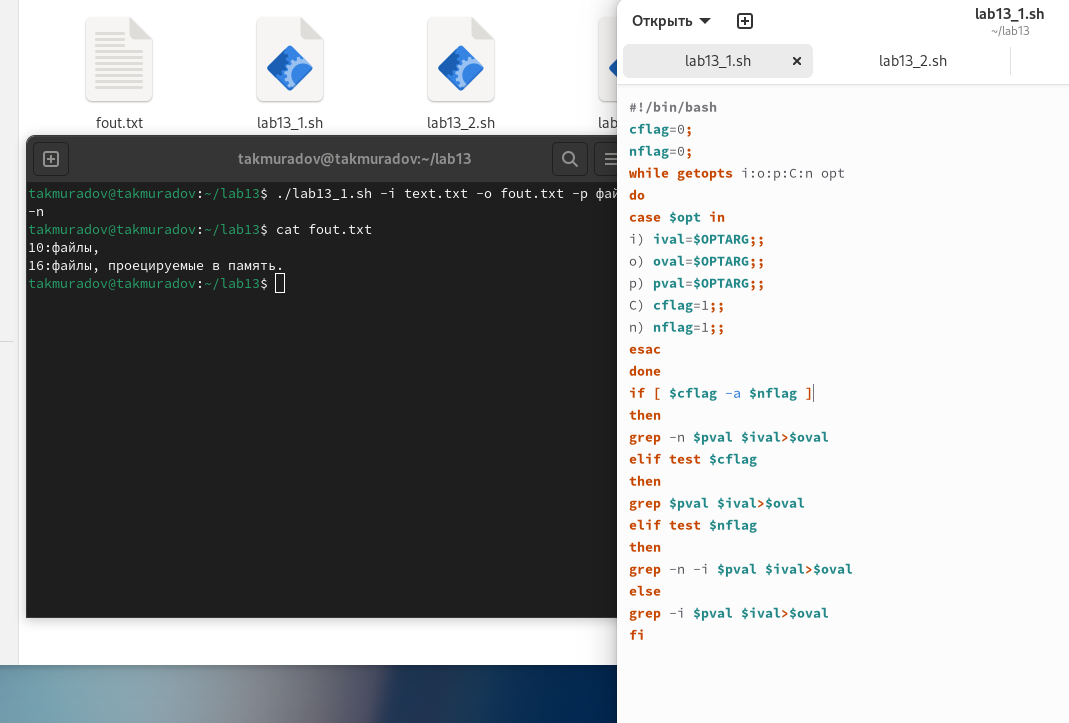 fout.txt
lab13_1.sh
lab13_2.sh
takmuradov@takmuradov:~/lab13
takmuradov@takmuradov:~/lab13$ ./lab13_1.sh -i text.txt -o fout.txt -p
-n
takmuradov@takmuradov:~/lab13$ cat fout.txt
10:файлы,
16:файлы, проецируемые в память.
takmuradov@takmuradov:~/lab13$
Открыть
lab13_1.sh
~/lab13
lab13_1.sh
lab13_2.sh
#!/bin/bash
cflag=0;
nflag=0;
while getopts i:o:p:C:n opt
do
case $opt in
i) ival=$OPTARG;;
o) oval=$OPTARG;;
p) pval=$OPTARG;;
C) cflag=1;;
n) nflag=1;;
esac
done
if [ $cflag -a $nflag ]
then
grep -n $pval $ival>$oval
elif test $cflag
then
grep $pval $ival>$oval
elif test $nflag
then
grep -n -i $pval $ival>$oval
else
grep -i $pval $ival>$oval
fi